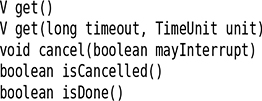 V get()
V get(long timeout, TimeUnit unit)
void cancel(boolean mayInterrupt)
boolean isCancelled()
boolean isDone()